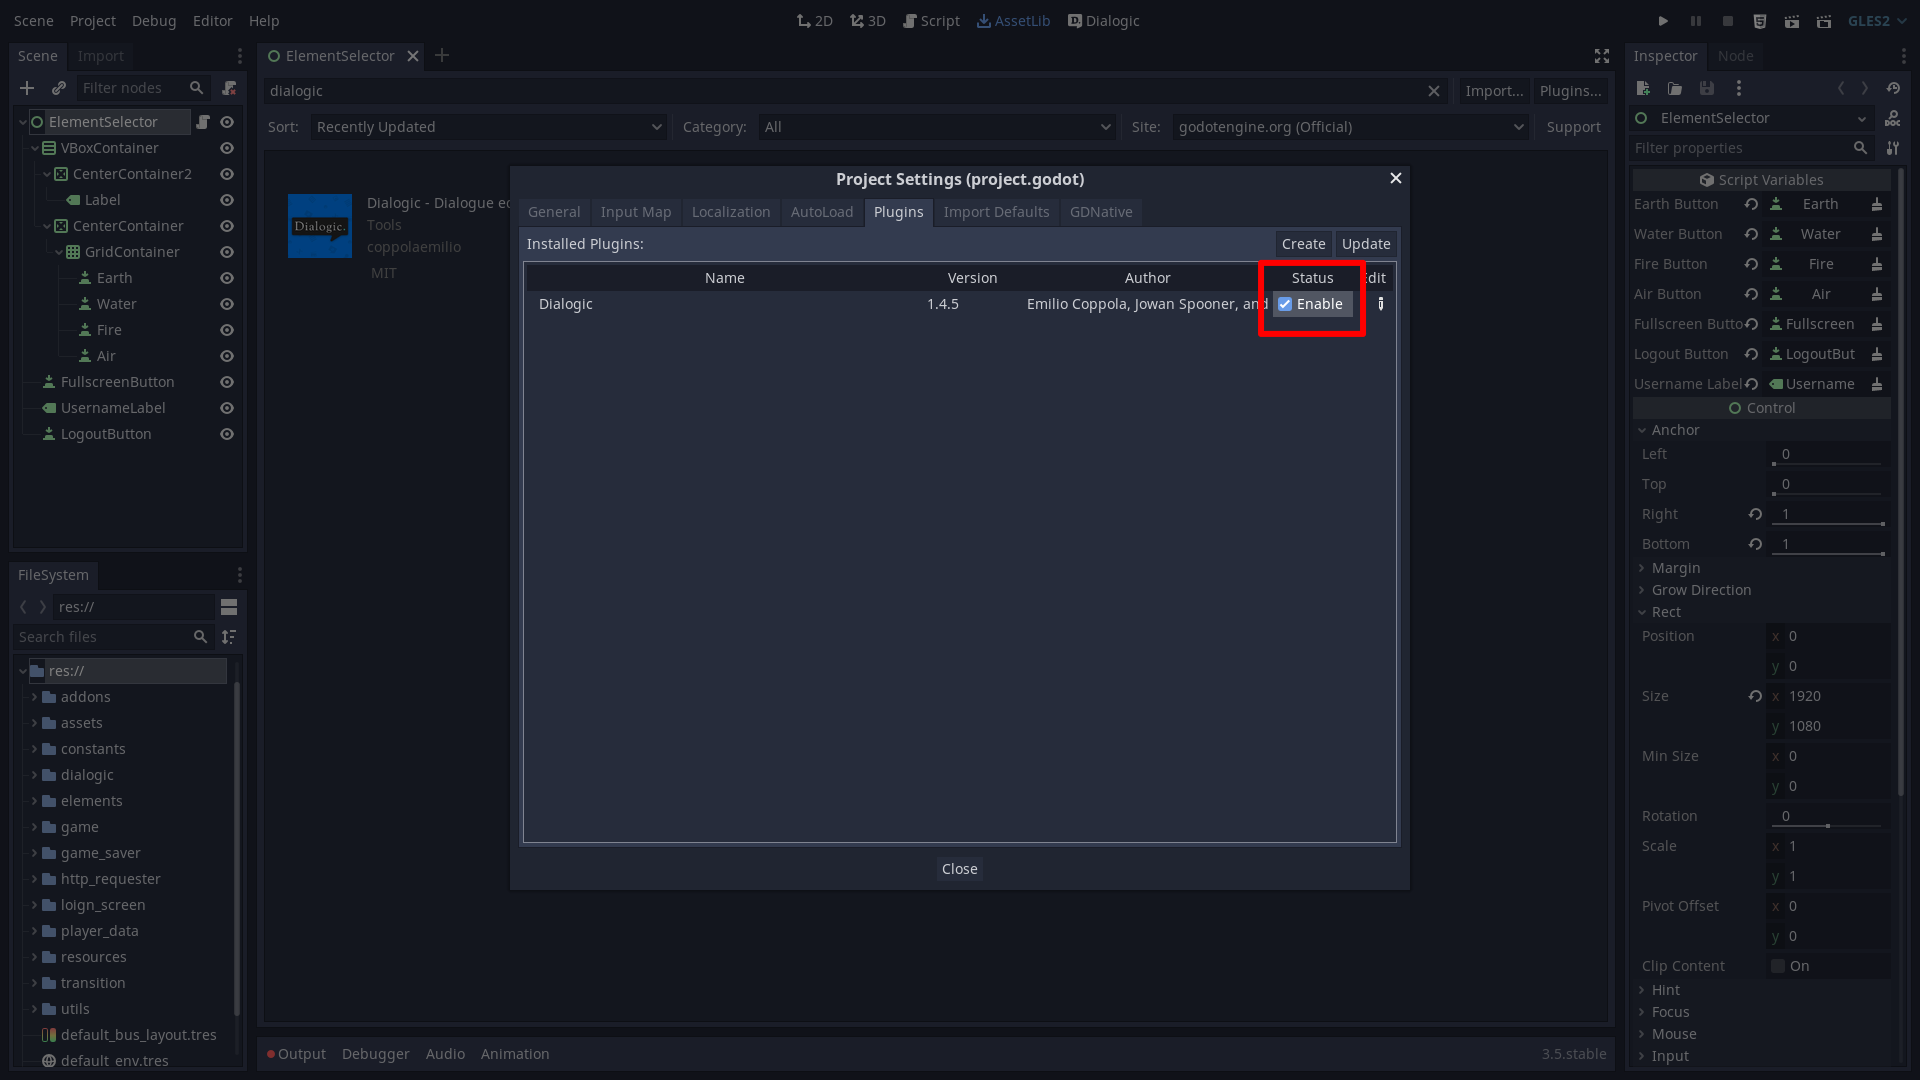 Scene Project Debug Editor Help
2D 3D Script AssetLib Dialogic
GLES2
Scene Import
Filter nodes
ElementSelector
VBoxContainer
CenterContainer2
Label
CenterContainer
GridContainer
Earth
Water
Fire
Air
FullscreenButton
UsernameLabel
LogoutButton
FileSystem
res://
Search files
res://
addons
assets
constants
dialogic
elements
game
game_saver
http_requester
loign_screen
player_data
resources
transition
utils
default_bus_layout.tres
default_env.tres
ElementSelector
dialogic
Import... Plugins...
Sort: Recently Updated Category: All Site: godotengine.org (Official) Support
Dialogic.
Dialogic - Dialogue ed
Tools
coppolaemilio
MIT
Project Settings (project.godot)
General Input Map Localization AutoLoad Plugins Import Defaults GDNative
Installed Plugins: Create Update
Name Version Author Status dit
Dialogic 1.4.5 Emilio Coppola, Jowan Spooner, and Enable
Close
Output Debugger Audio Animation 3.5.stable
Inspector Node
ElementSelector
Filter properties
Script Variables
Earth Button Earth
Water Button Water
Fire Button Fire
Air Button Air
Fullscreen Butto Fullscreen
Logout Button LogoutBut
Username Label Username
Control
Anchor
Left 0
Top 0
Right 1
Bottom 1
Margin
Grow Direction
Rect
Position x 0
y 0
Size x 1920
y 1080
Min Size x 0
y 0
Rotation 0
Scale x 1
y 1
Pivot Offset x 0
y 0
Clip Content On
Hint
Focus
Mouse
Input